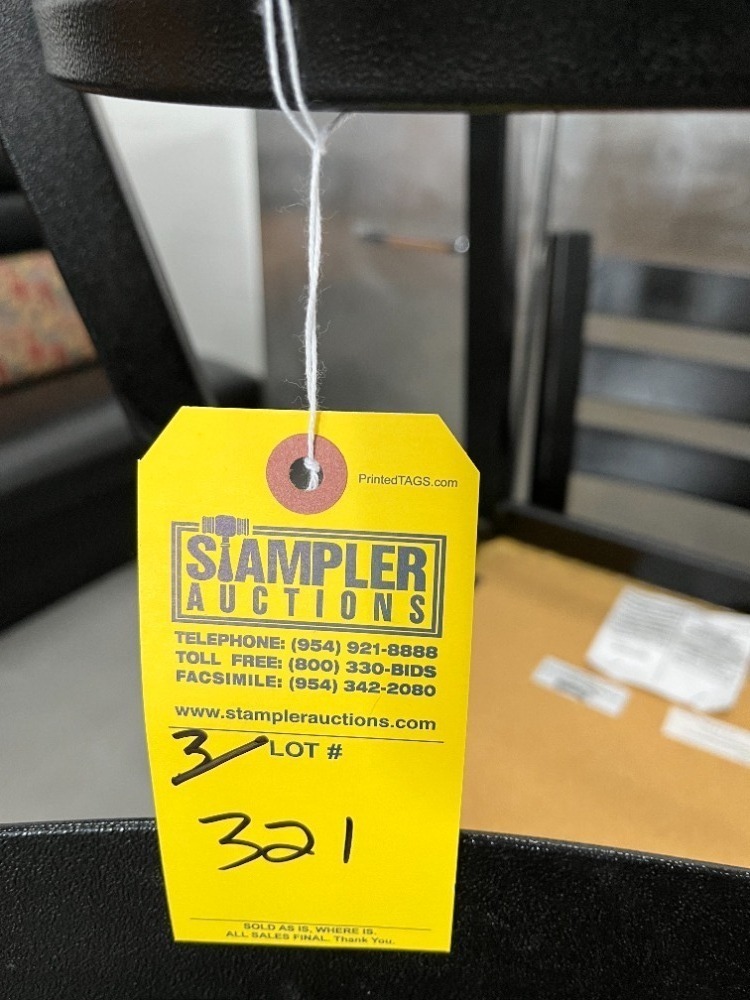 PrintedTAGS.com
STAMPLER
AUCTIONS
TELEPHONE: (954) 921-8888
TOLL FREE: (800) 330-BIDS
FACSIMILE: (954) 342-2080
www.stamplerauctions.com
3/ LOT #
321
SOLD AS IS, WHERE IS.
ALL SALES FINAL. Thank You.